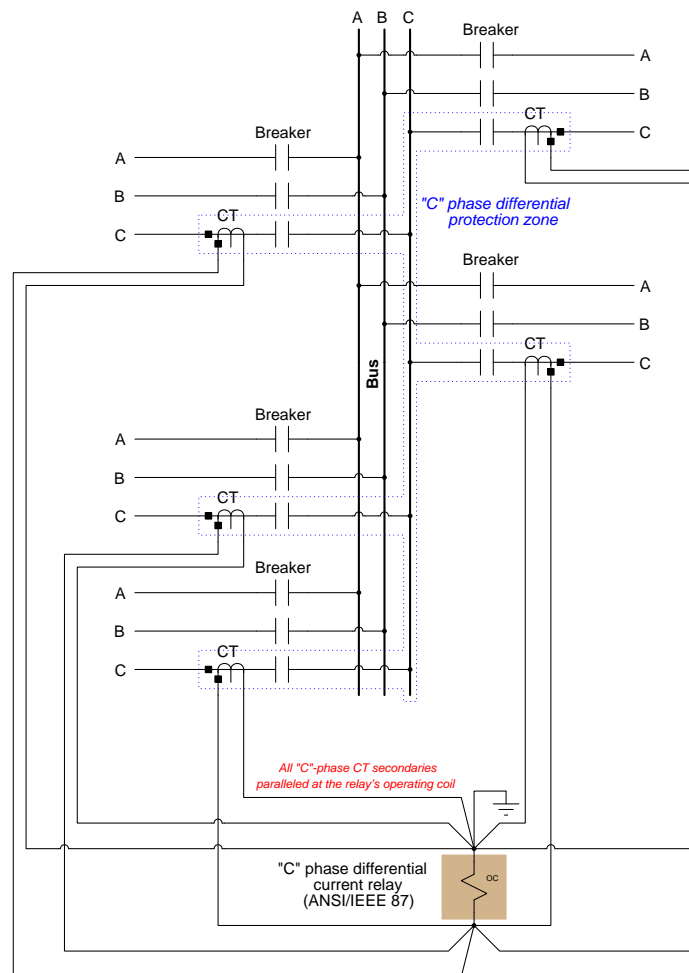 A B C
Breaker
A
B
CT
C
Breaker
A
B
CT
C
"C" phase differential
protection zone
Breaker
A
B
CT
C
Bus
Breaker
A
B
CT
C
Breaker
A
B
CT
C
All "C"-phase CT secondaries
paralleled at the relay's operating coil
"C" phase differential
current relay
(ANSI/IEEE 87)
OC